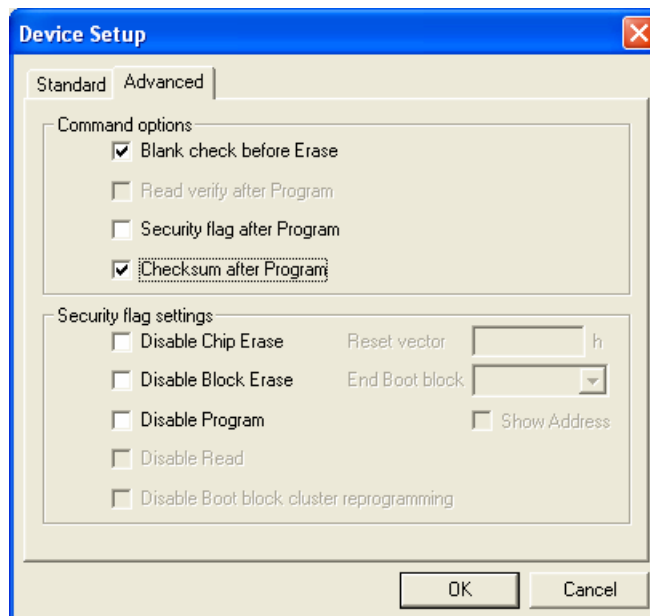 Device Setup
Standard
Advanced
Command options
Blank check before Erase
Read verify after Program
Security flag after Program
Checksum after Program
Security flag settings
Disable Chip Erase
Reset vector
h
Disable Block Erase
End Boot block
Disable Program
Show Address
Disable Read
Disable Boot block cluster reprogramming
OK
Cancel